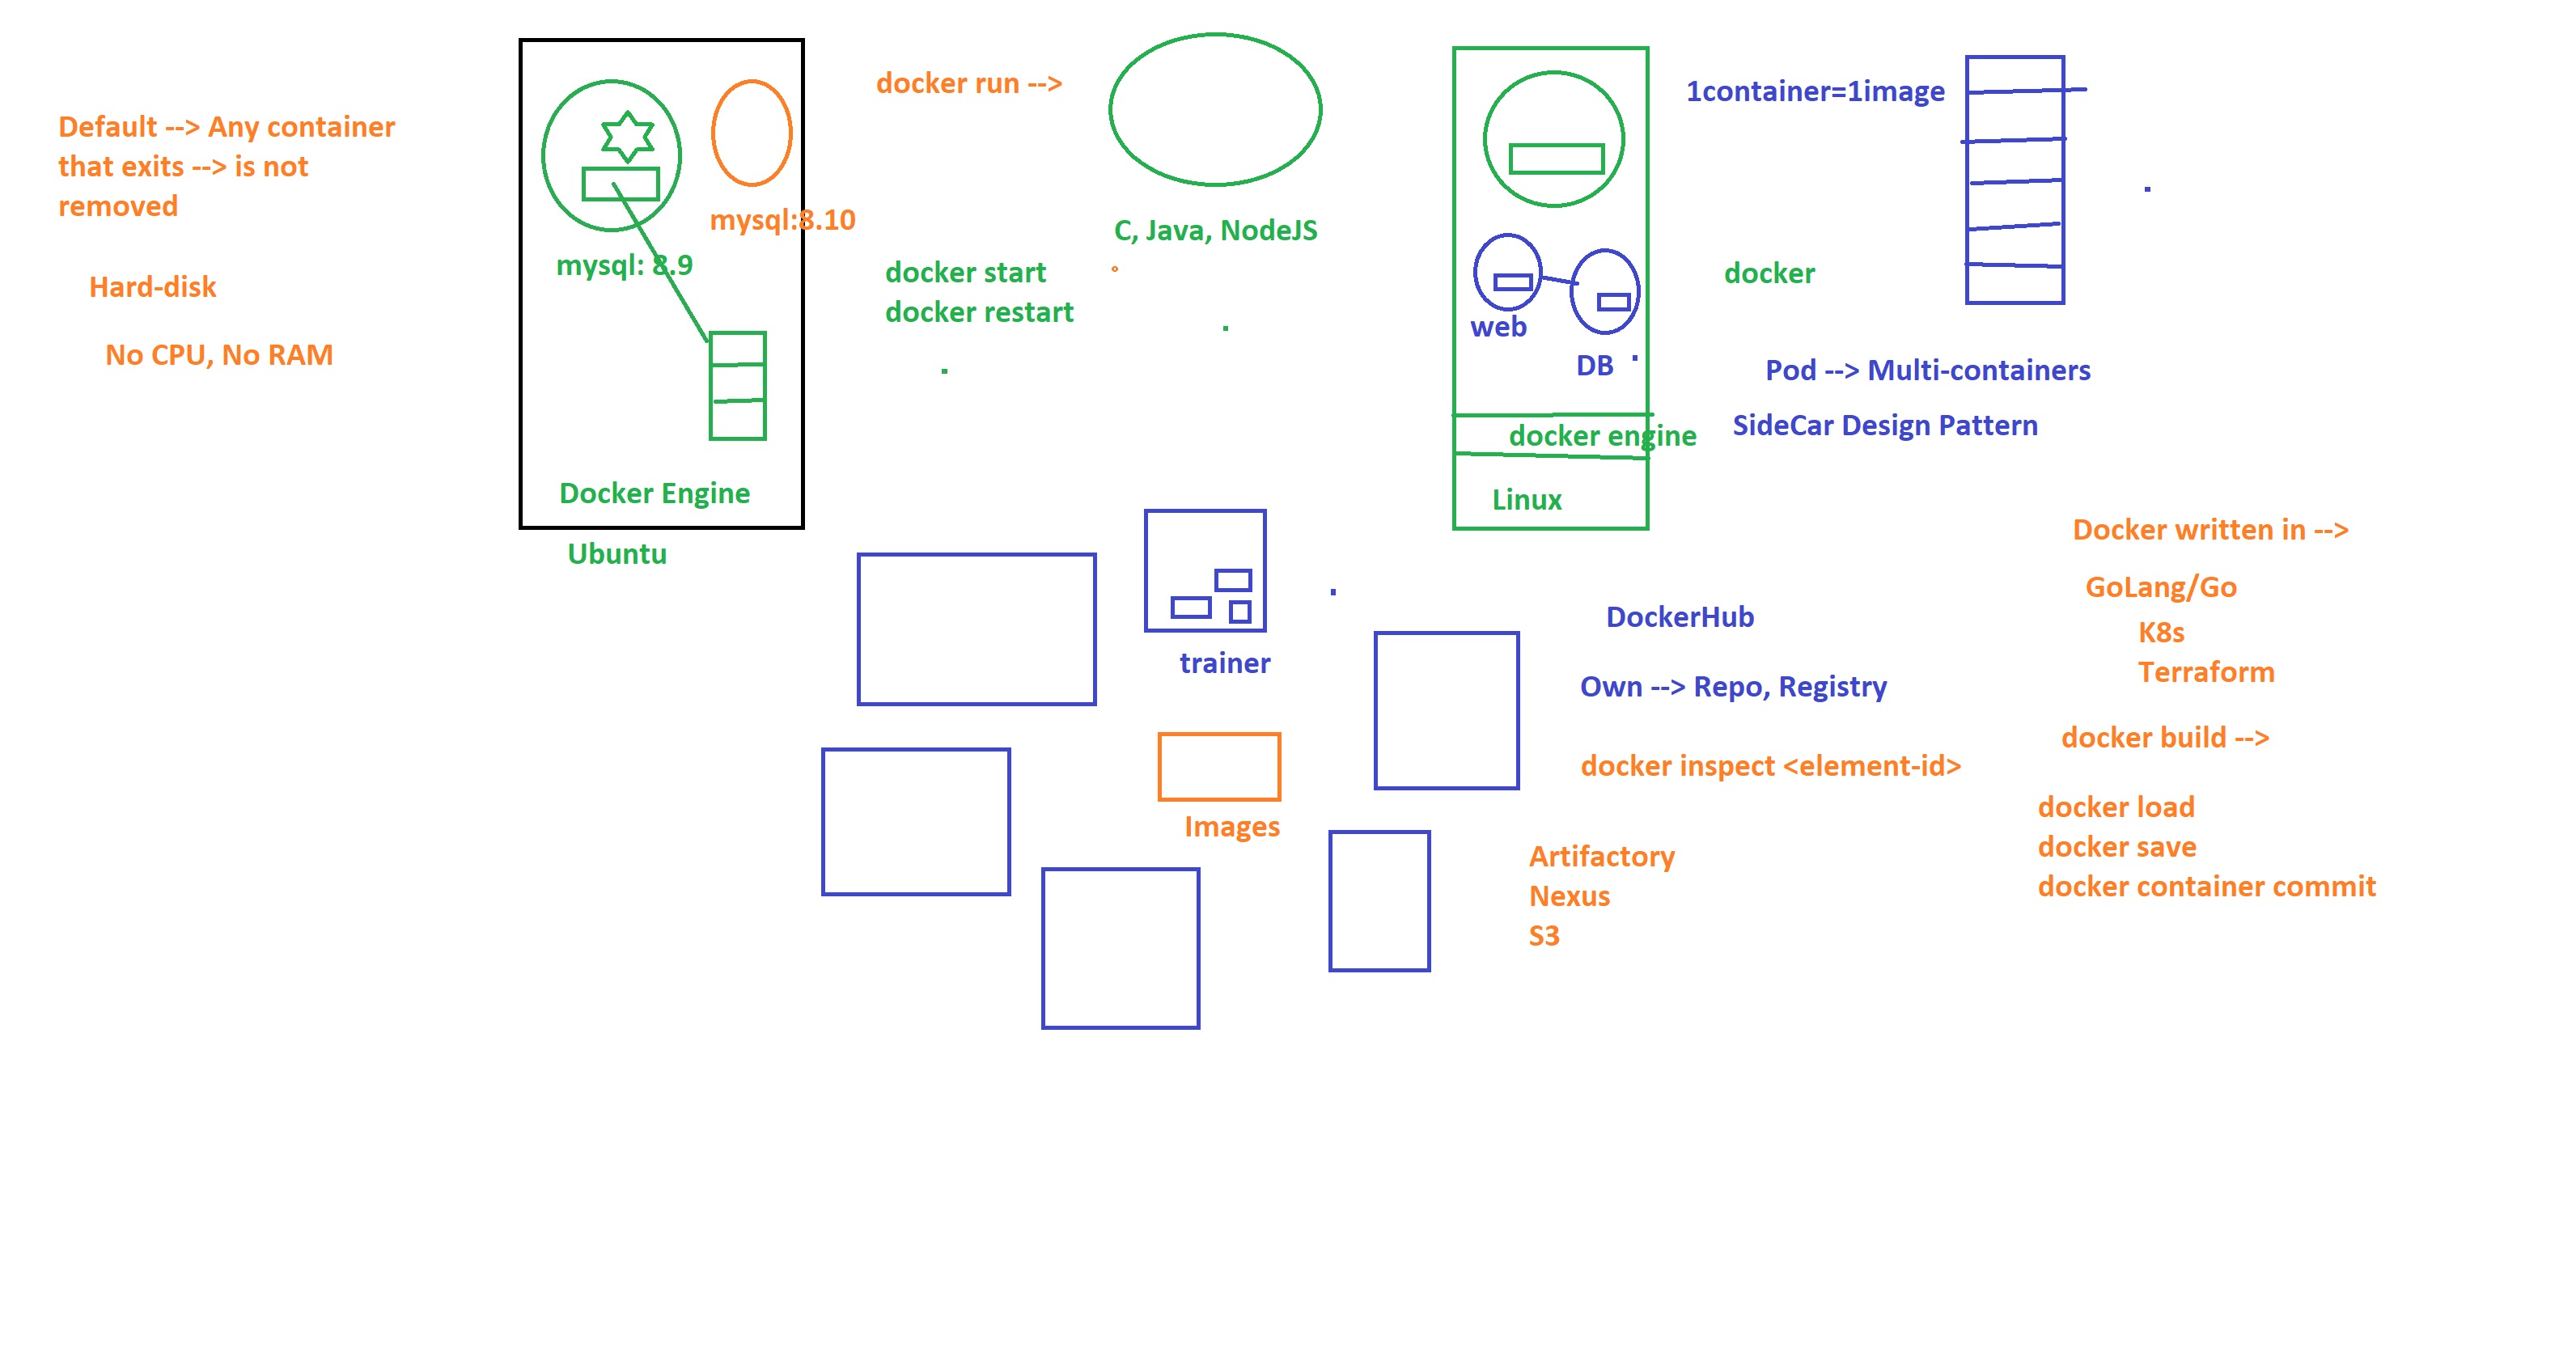 Default --> Any container
that exits --> is not
removed
Hard-disk
No CPU, No RAM
mysql:8.10
mysql: 8.9
Docker Engine
Ubuntu
docker run -->
docker start
docker restart
C, Java, NodeJS
web
DB
docker engine
Linux
1container=1image
docker
Pod --> Multi-containers
SideCar Design Pattern
trainer
Images
DockerHub
Own --> Repo, Registry
docker inspect <element-id>
Artifactory
Nexus
S3
Docker written in -->
GoLang/Go
K8s
Terraform
docker build -->
docker load
docker save
docker container commit